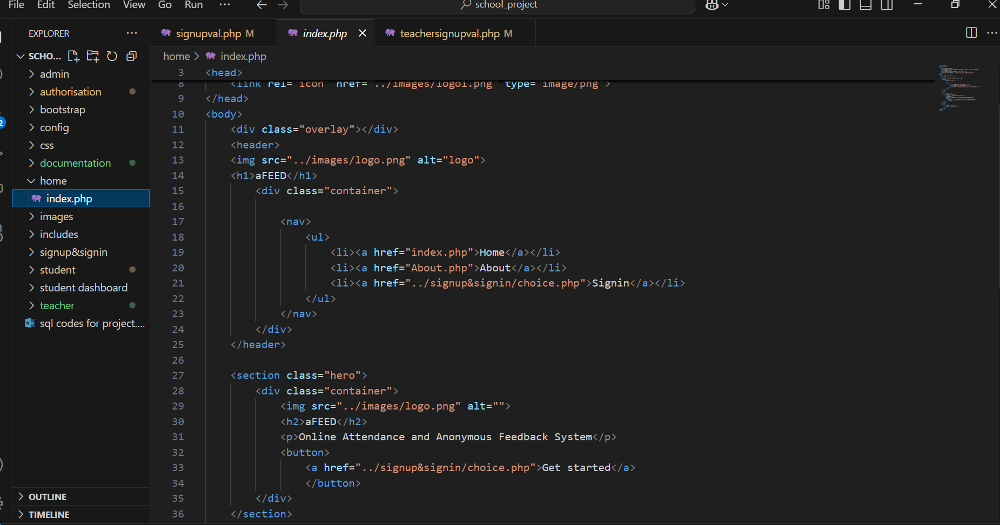 File Edit Selection View Go Run ··· school_project
EXPLORER ···
SCHO...
admin
authorisation
bootstrap
config
css
documentation
home
index.php
images
includes
signup&signin
student
student dashboard
teacher
sql codes for project....
OUTLINE
TIMELINE
2
signupval.php M index.php teachersignupval.php M
home > index.php
3 <head>
8 <link rel="icon" href="../images/logo1.png" type="image/png">
9 </head>
10 <body>
11 <div class="overlay"></div>
12 <header>
13 <img src="../images/logo.png" alt="logo">
14 <h1>aFEED</h1>
15 <div class="container">
16
17 <nav>
18 <ul>
19 <li><a href="index.php">Home</a></li>
20 <li><a href="About.php">About</a></li>
21 <li><a href="../signup&signin/choice.php">Signin</a></li>
22 </ul>
23 </nav>
24 </div>
25 </header>
26
27 <section class="hero">
28 <div class="container">
29 <img src="../images/logo.png" alt="">
30 <h2>aFEED</h2>
31 <p>Online Attendance and Anonymous Feedback System</p>
32 <button>
33 <a href="../signup&signin/choice.php">Get started</a>
34 </button>
35 </div>
36 </section>